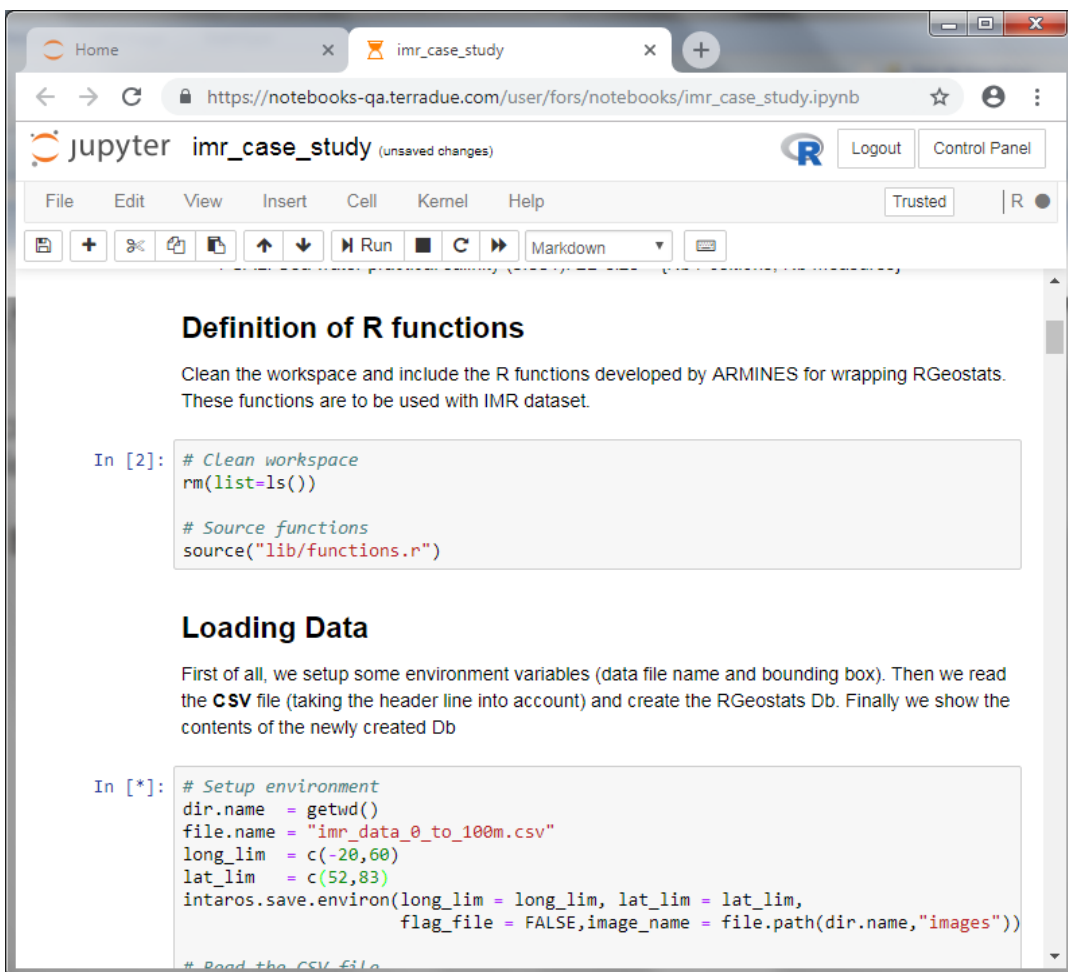 Home
imr_case_study
https://notebooks-qa.terradue.com/user/fors/notebooks/imr_case_study.ipynb
jupyter imr_case_study (unsaved changes)
R
Logout
Control Panel
File Edit View Insert Cell Kernel Help
Trusted
R
Run
Markdown
Definition of R functions
Clean the workspace and include the R functions developed by ARMINES for wrapping RGeostats.
These functions are to be used with IMR dataset.
In [2]:
# Clean workspace
rm(list=ls())
# Source functions
source("lib/functions.r")
Loading Data
First of all, we setup some environment variables (data file name and bounding box). Then we read
the CSV file (taking the header line into account) and create the RGeostats Db. Finally we show the
contents of the newly created Db
In [*]:
# Setup environment
dir.name  = getwd()
file.name = "imr_data_0_to_100m.csv"
long_lim  = c(-20,60)
lat_lim   = c(52,83)
intaros.save.environ(long_lim = long_lim, lat_lim = lat_lim,
flag_file = FALSE,image_name = file.path(dir.name,"images"))
# Read the CSV file